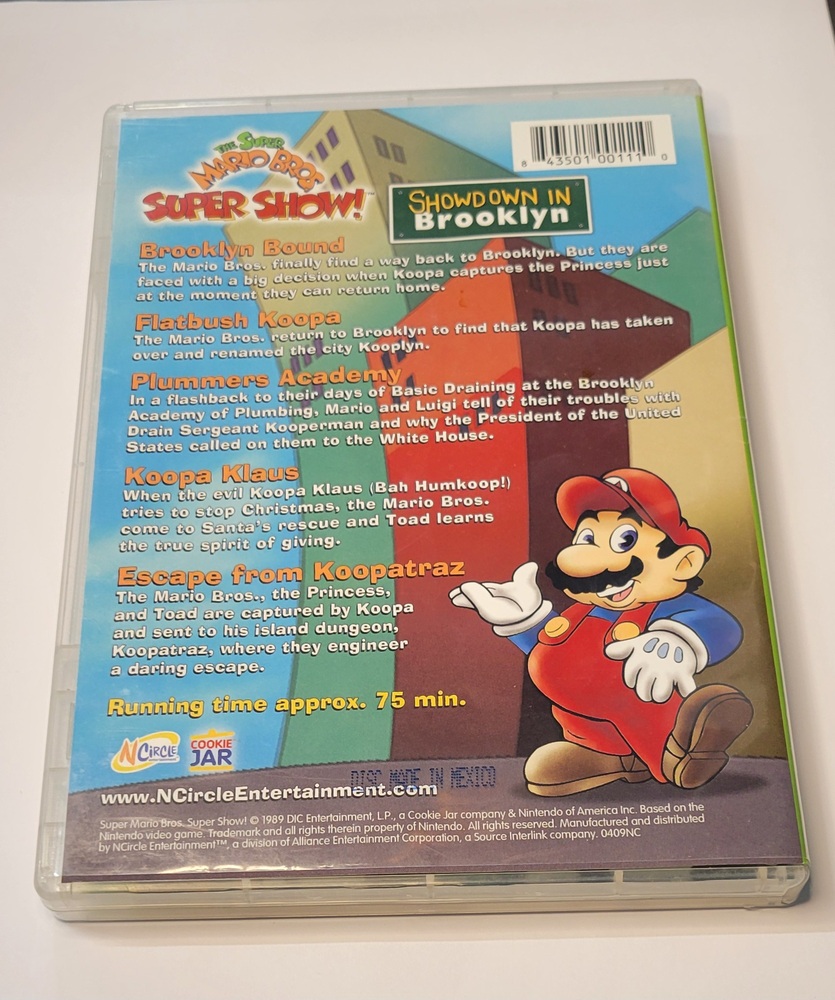 THE SUPER
MARIO BROS.
SUPER SHOW!™
8 43501 00111 0
SHOWDOWN IN
Brooklyn
Brooklyn Bound
The Mario Bros. finally find a way back to Brooklyn. But they are
faced with a big decision when Koopa captures the Princess just
at the moment they can return home.
Flatbush Koopa
The Mario Bros. return to Brooklyn to find that Koopa has taken
over and renamed the city Kooplyn.
Plummers Academy
In a flashback to their days of Basic Draining at the Brooklyn
Academy of Plumbing, Mario and Luigi tell of their troubles with
Drain Sergeant Kooperman and why the President of the United
States called on them to the White House.
Koopa Klaus
When the evil Koopa Klaus (Bah Humkoop!)
tries to stop Christmas, the Mario Bros.
come to Santa's rescue and Toad learns
the true spirit of giving.
Escape from Koopatraz
The Mario Bros., the Princess,
and Toad are captured by Koopa
and sent to his island dungeon,
Koopatraz, where they engineer
a daring escape.
Running time approx. 75 min.
NCIRCLE
ENTERTAINMENT
COOKIE
JAR
DISC MADE IN MEXICO
www.NCircleEntertainment.com
Super Mario Bros. Super Show! © 1989 DIC Entertainment, L.P., a Cookie Jar company & Nintendo of America Inc. Based on the
Nintendo video game. Trademark and all rights therein property of Nintendo. All rights reserved. Manufactured and distributed
by NCircle Entertainment™, a division of Alliance Entertainment Corporation, a Source Interlink company. 0409NC